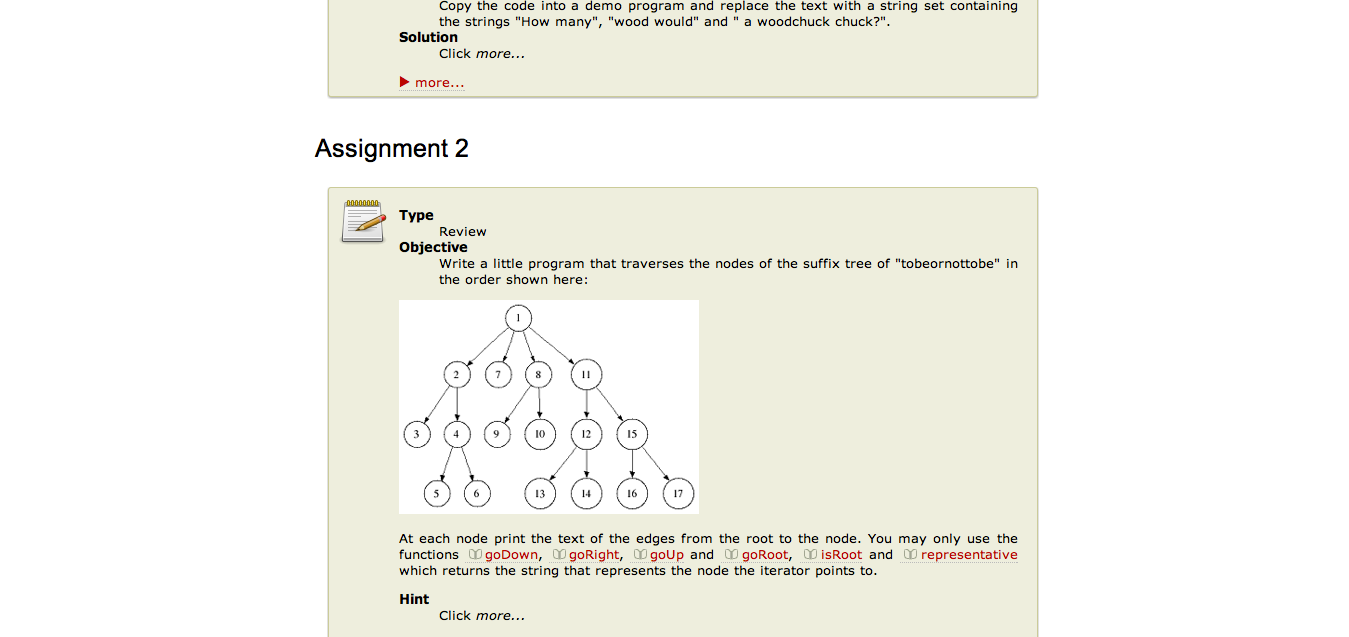 Copy the code into a demo program and replace the text with a string set containing
the strings "How many", "wood would" and " a woodchuck chuck?".
Solution
Click more...
more...
Assignment 2
Type
Review
Objective
Write a little program that traverses the nodes of the suffix tree of "tobeornottobe" in
the order shown here:
1
2 7 8 11
3 4 9 10 12 15
5 6 13 14 16 17
At each node print the text of the edges from the root to the node. You may only use the
functions goDown, goRight, goUp and goRoot, isRoot and representative
which returns the string that represents the node the iterator points to.
Hint
Click more...